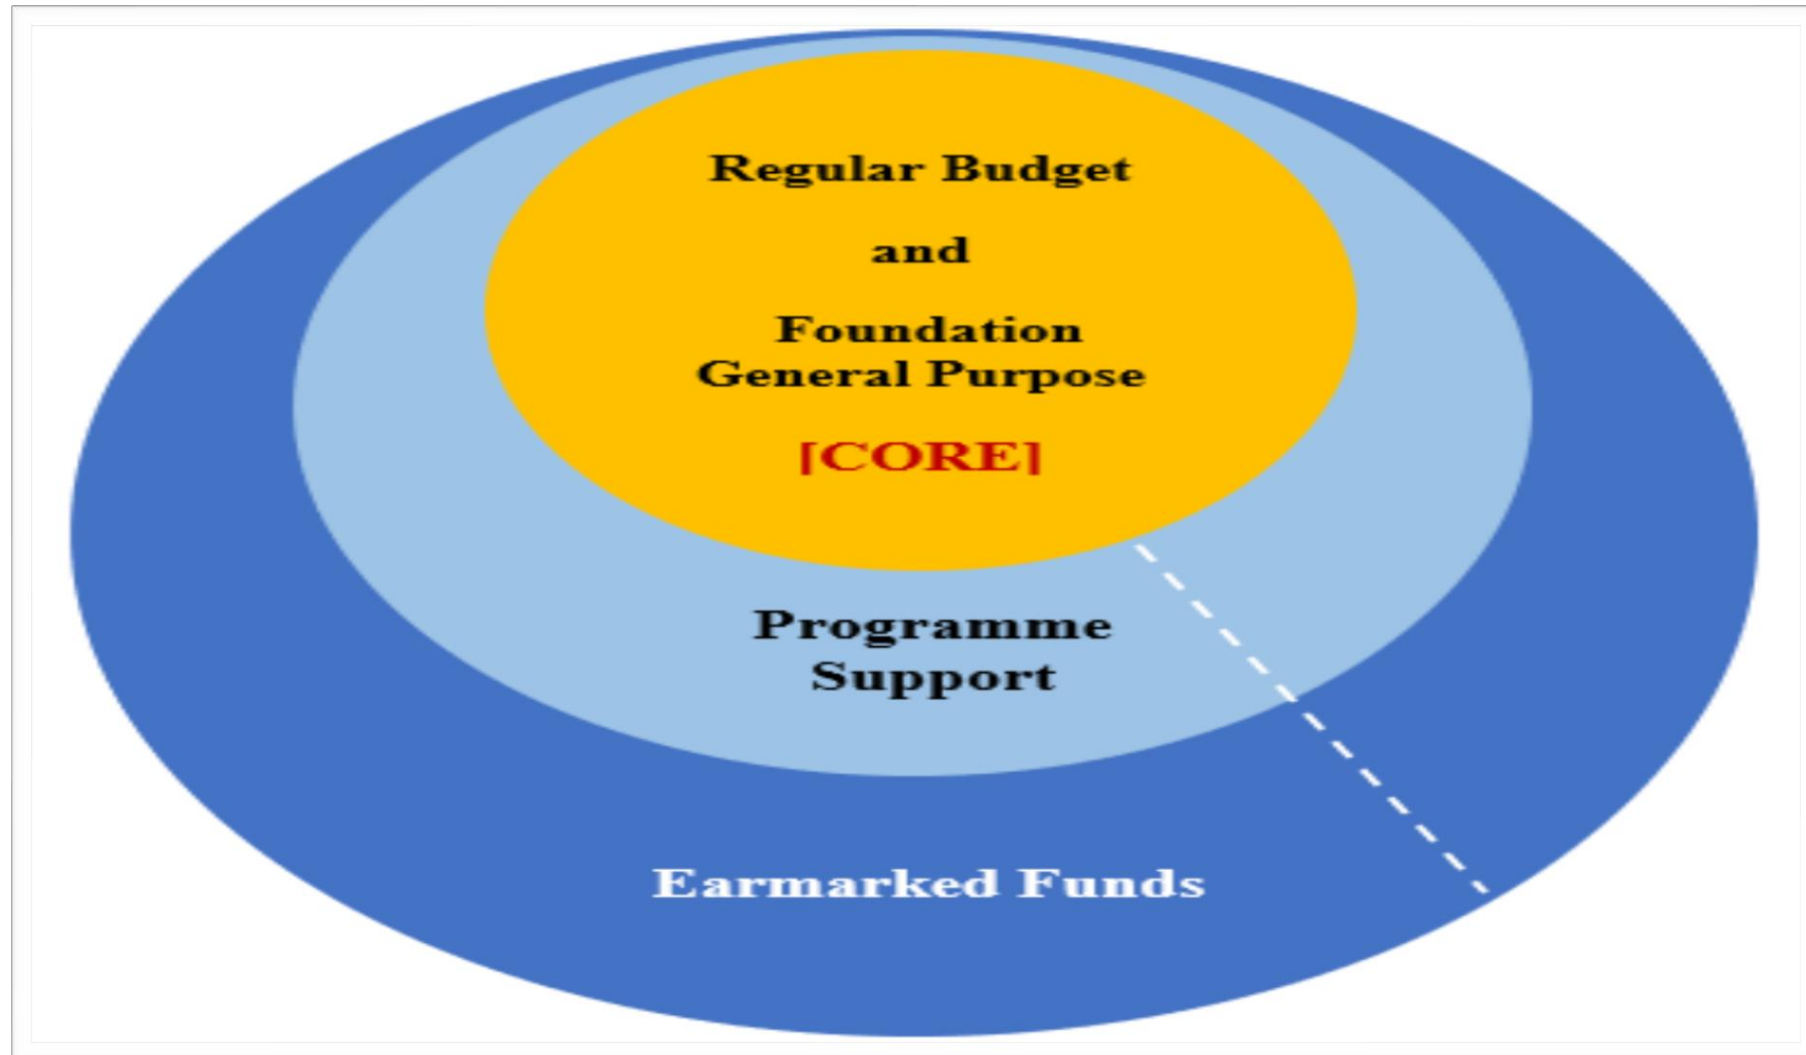 Regular Budget
and
Foundation
General Purpose
[CORE]
Programme
Support
Earmarked Funds